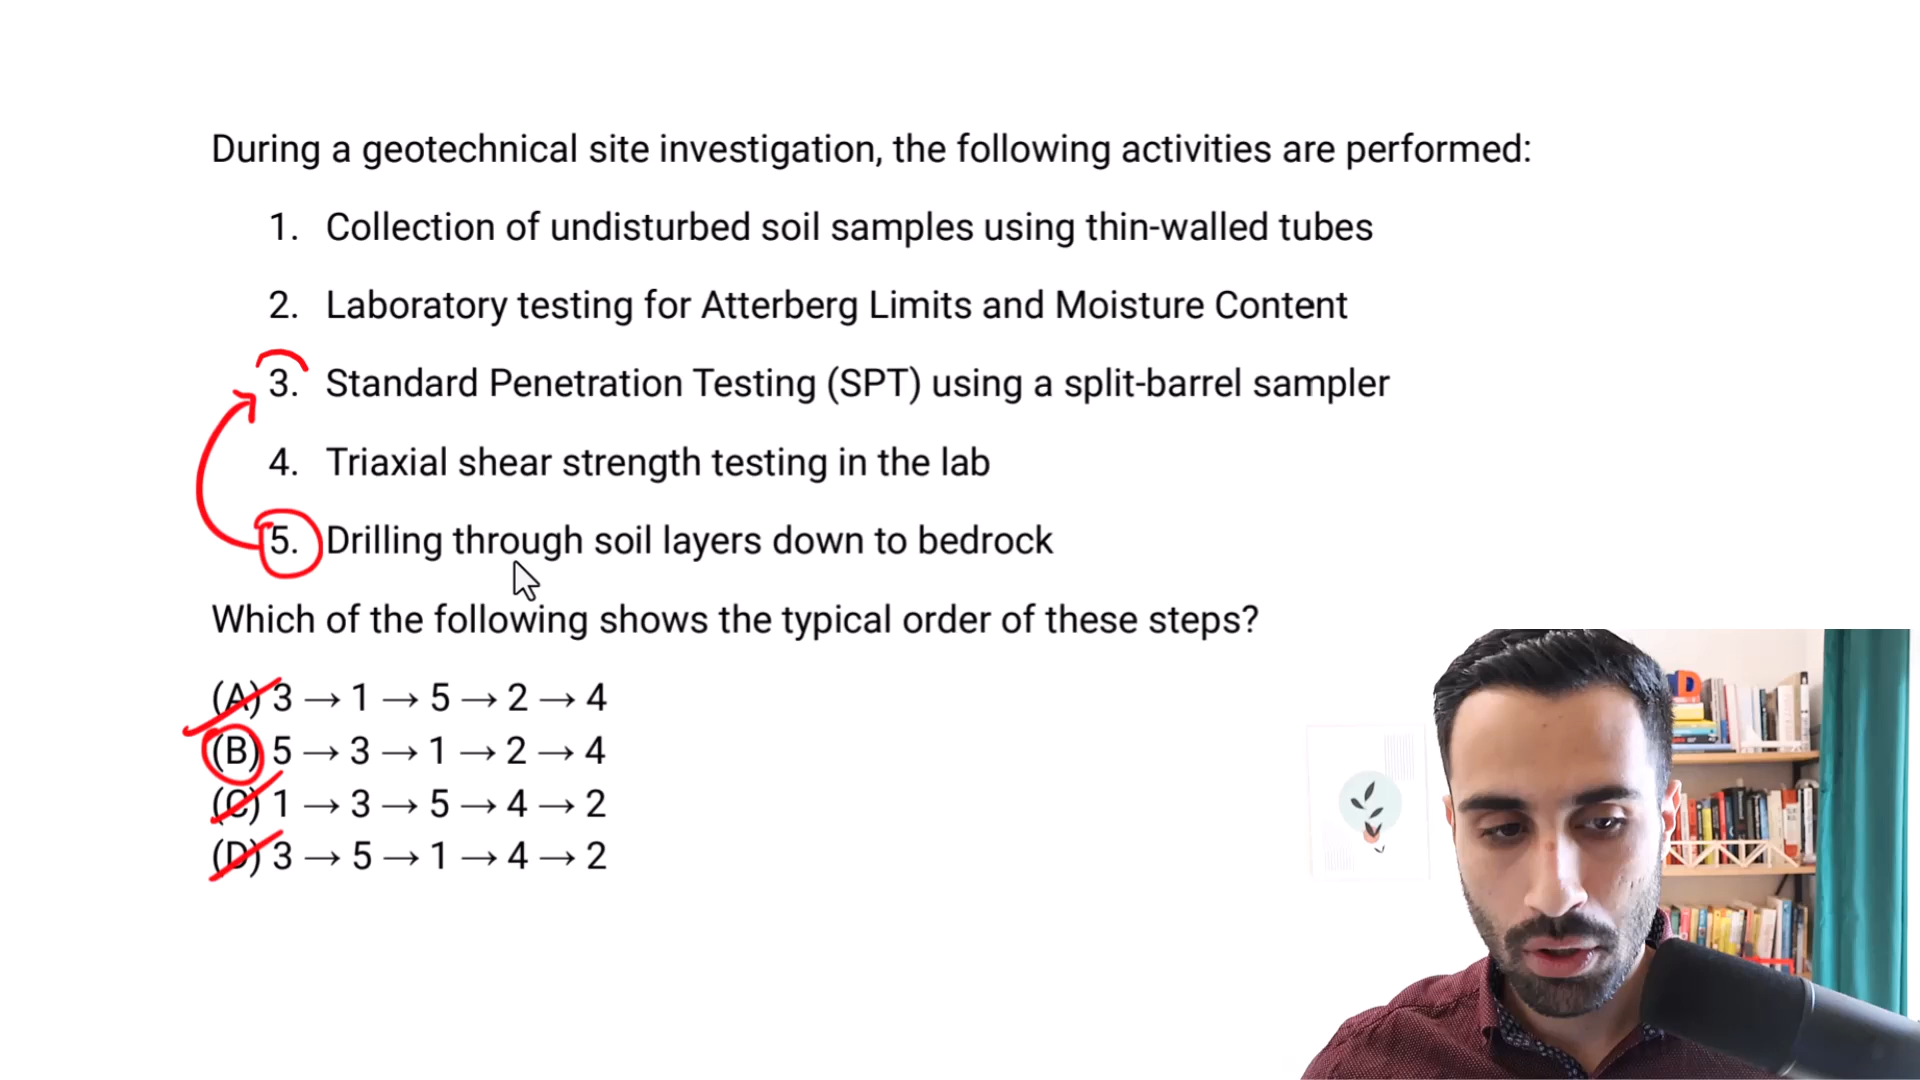 During a geotechnical site investigation, the following activities are performed:
1. Collection of undisturbed soil samples using thin-walled tubes
2. Laboratory testing for Atterberg Limits and Moisture Content
3. Standard Penetration Testing (SPT) using a split-barrel sampler
4. Triaxial shear strength testing in the lab
5. Drilling through soil layers down to bedrock
Which of the following shows the typical order of these steps?
(A) 3 → 1 → 5 → 2 → 4
(B) 5 → 3 → 1 → 2 → 4
(C) 1 → 3 → 5 → 4 → 2
(D) 3 → 5 → 1 → 4 → 2